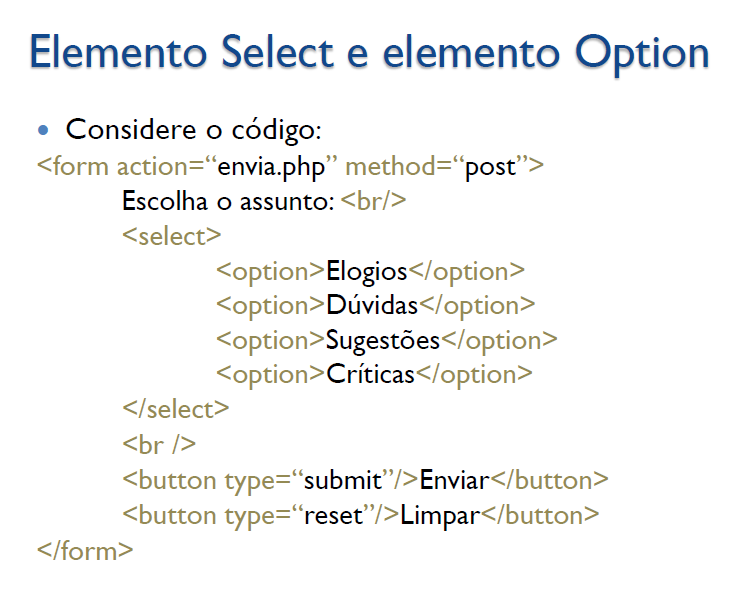 Elemento Select e elemento Option
• Considere o código:
<form action=“envia.php” method=“post”>
Escolha o assunto: <br/>
<select>
<option>Elogios</option>
<option>Dúvidas</option>
<option>Sugestões</option>
<option>Críticas</option>
</select>
<br />
<button type=“submit”/>Enviar</button>
<button type=“reset”/>Limpar</button>
</form>